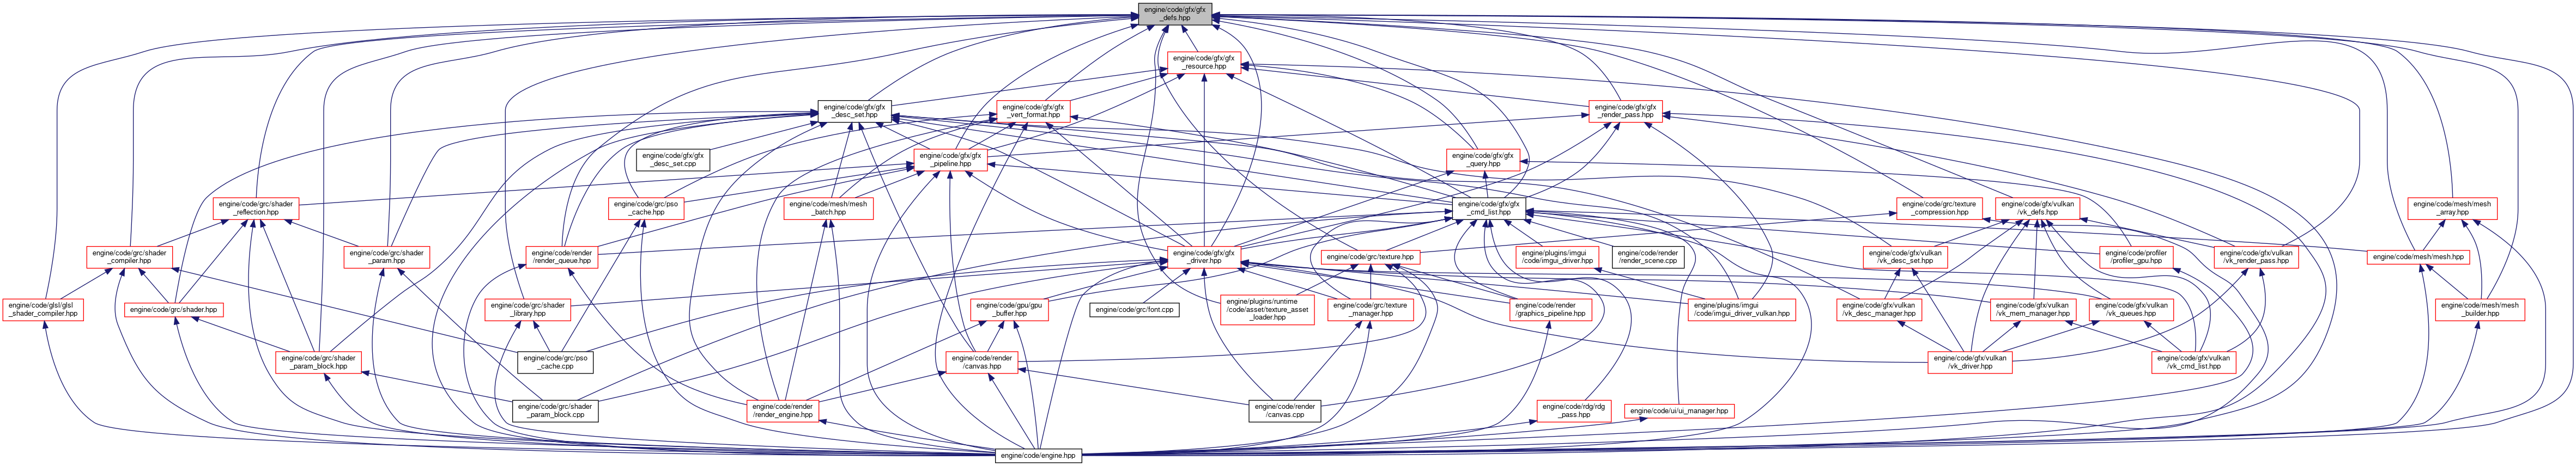 engine/code/gfx/gfx
_defs.hpp
engine/code/gfx/gfx
_resource.hpp
engine/code/gfx/gfx
_desc_set.hpp
engine/code/gfx/gfx
_vert_format.hpp
engine/code/gfx/gfx
_render_pass.hpp
engine/code/gfx/gfx
_desc_set.cpp
engine/code/gfx/gfx
_pipeline.hpp
engine/code/gfx/gfx
_query.hpp
engine/code/grc/shader
_reflection.hpp
engine/code/grc/pso
_cache.hpp
engine/code/mesh/mesh
_batch.hpp
engine/code/gfx/gfx
_cmd_list.hpp
engine/code/grc/texture
_compression.hpp
engine/code/gfx/vulkan
/vk_defs.hpp
engine/code/mesh/mesh
_array.hpp
engine/code/grc/shader
_compiler.hpp
engine/code/grc/shader
_param.hpp
engine/code/render
/render_queue.hpp
engine/code/gfx/gfx
_driver.hpp
engine/code/grc/texture.hpp
engine/plugins/imgui
/code/imgui_driver.hpp
engine/code/render
/render_scene.cpp
engine/code/gfx/vulkan
/vk_desc_set.hpp
engine/code/profiler
/profiler_gpu.hpp
engine/code/gfx/vulkan
/vk_render_pass.hpp
engine/code/mesh/mesh.hpp
engine/code/glsl/glsl
_shader_compiler.hpp
engine/code/grc/shader.hpp
engine/code/grc/shader
_library.hpp
engine/code/gpu/gpu
_buffer.hpp
engine/code/grc/font.cpp
engine/plugins/runtime
/code/asset/texture_asset
_loader.hpp
engine/code/grc/texture
_manager.hpp
engine/code/render
/graphics_pipeline.hpp
engine/plugins/imgui
/code/imgui_driver_vulkan.hpp
engine/code/gfx/vulkan
/vk_desc_manager.hpp
engine/code/gfx/vulkan
/vk_mem_manager.hpp
engine/code/gfx/vulkan
/vk_queues.hpp
engine/code/mesh/mesh
_builder.hpp
engine/code/grc/shader
_param_block.hpp
engine/code/grc/pso
_cache.cpp
engine/code/render
/canvas.hpp
engine/code/gfx/vulkan
/vk_driver.hpp
engine/code/gfx/vulkan
/vk_cmd_list.hpp
engine/code/grc/shader
_param_block.cpp
engine/code/render
/render_engine.hpp
engine/code/render
/canvas.cpp
engine/code/rdg/rdg
_pass.hpp
engine/code/ui/ui_manager.hpp
engine/code/engine.hpp